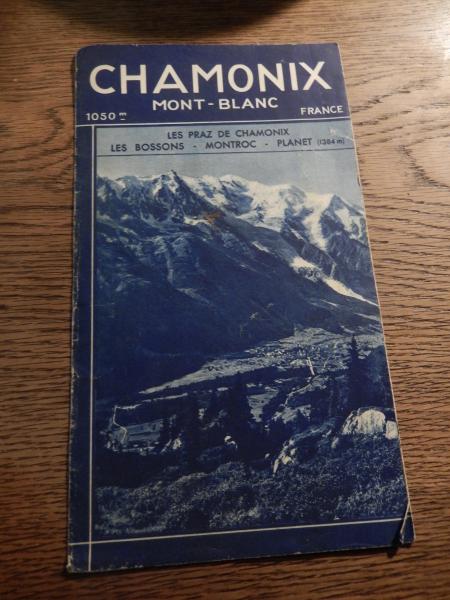 CHAMONIX
MONT-BLANC
1050 m FRANCE
LES PRAZ DE CHAMONIX
LES BOSSONS - MONTROC - PLANET (1384 m)